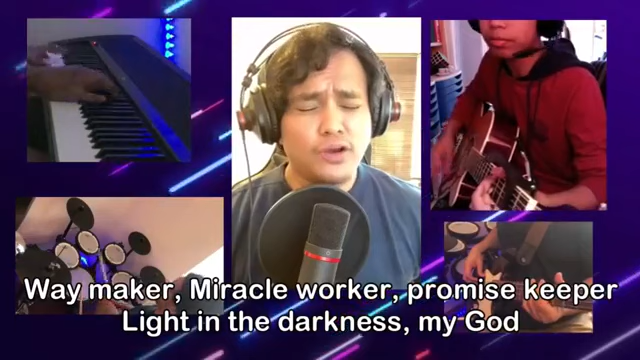 Way maker, Miracle worker, promise keeper
Light in the darkness, my God